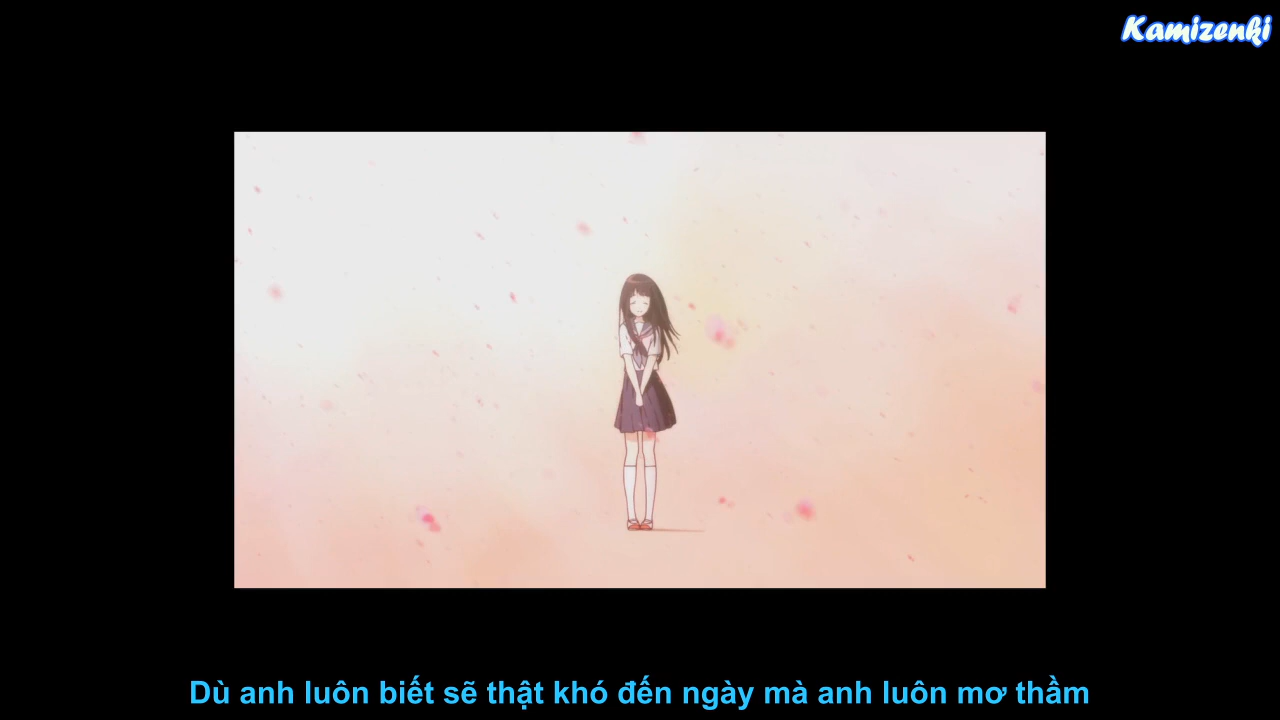 Kamizenki
Dù anh luôn biết sẽ thật khó đến ngày mà anh luôn mơ thầm